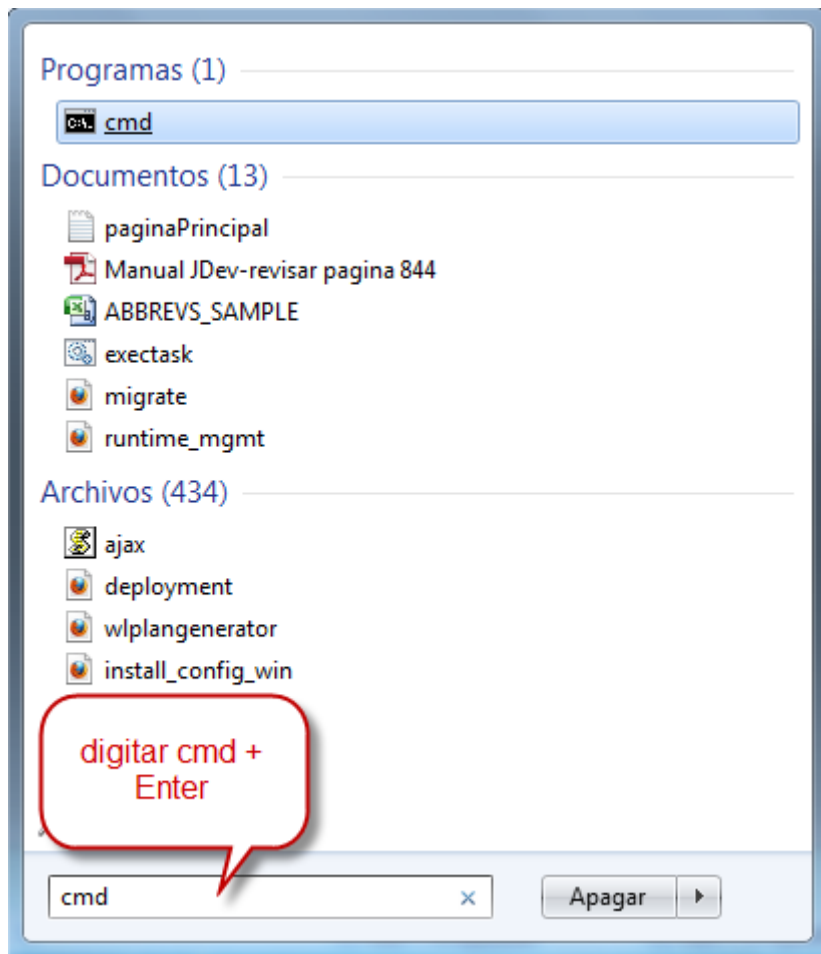 Programas (1)
C:\.
cmd
Documentos (13)
paginaPrincipal
Manual JDev-revisar pagina 844
ABBREVS_SAMPLE
exectask
migrate
runtime_mgmt
Archivos (434)
ajax
deployment
wlplangenerator
install_config_win
digitar cmd +
Enter
cmd
Apagar